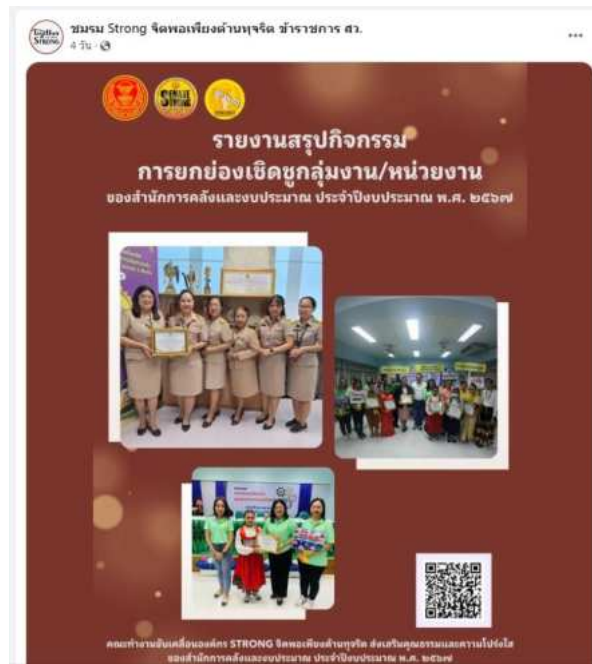 ชมรม Strong จิตพอเพียงต้านทุจริต ข้าราชการ สว.
4 วัน
STRONG
SENATE
STRONG
รายงานสรุปกิจกรรม
การยกย่องเชิดชูกลุ่มงาน/หน่วยงาน
ของสำนักการคลังและงบประมาณ ประจำปีงบประมาณ พ.ศ. ๒๕๖๗
คณะทำงานขับเคลื่อนองค์กร STRONG จิตพอเพียงต้านทุจริต ส่งเสริมคุณธรรมและความโปร่งใส
ของสำนักการคลังและงบประมาณ ประจำปีงบประมาณ พ.ศ. ๒๕๖๗